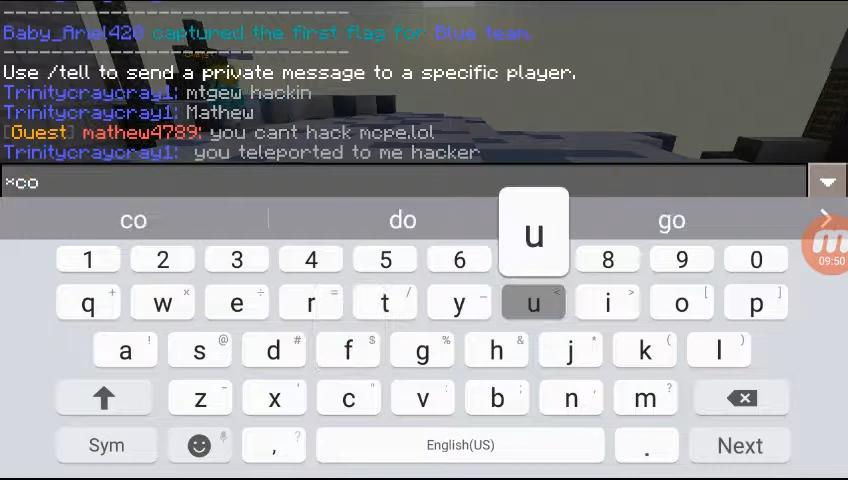 Baby_Ariel420 captured the first flag for Blue team.
Use /tell to send a private message to a specific player.
Trinitycraycray1: mtgew hackin
Trinitycraycray1: Mathew
[Guest] mathew4789: you cant hack mcpe.lol
Trinitycraycray1: you teleported to me hacker
*co
co do go
u
1 2 3 4 5 6 8 9 0
q + w × e ÷ r = t / y _ u < i > o [ p ]
a ! s @ d # f $ g % h & j * k ( l )
z - x ' c " v : b ; n , m ?
Sym , ? English(US) . Next
m
09:50